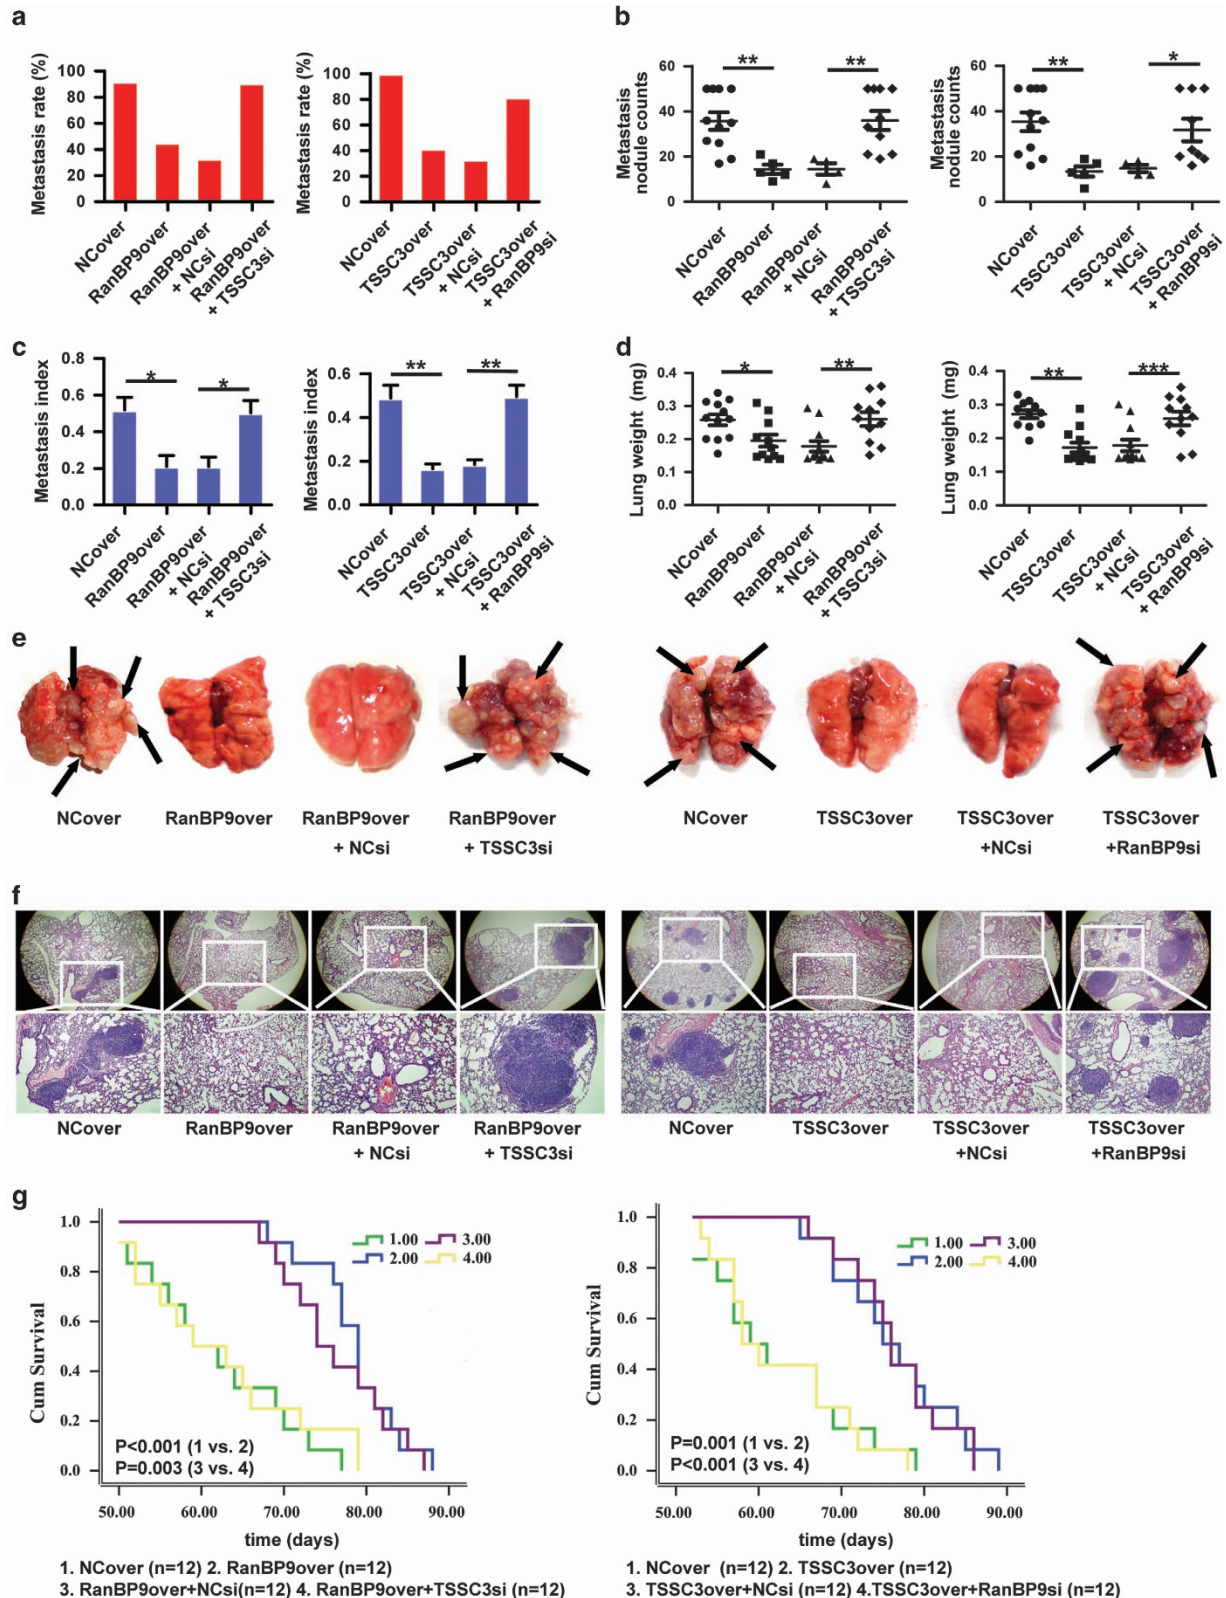 a
Metastasis rate (%)
100
80
60
40
20
0
NCover
RanBP9over
RanBP9over
+ NCsi
RanBP9over
+ TSSC3si
Metastasis rate (%)
100
80
60
40
20
0
NCover
TSSC3over
TSSC3over
+ NCsi
TSSC3over
+ RanBP9si
b
Metastasis
nodule counts
60
40
20
0
**
**
NCover
RanBP9over
RanBP9over
+ NCsi
RanBP9over
+ TSSC3si
Metastasis
nodule counts
60
40
20
0
**
*
NCover
TSSC3over
TSSC3over
+ NCsi
TSSC3over
+ RanBP9si
c
Metastasis index
0.8
0.6
0.4
0.2
0.0
*
*
NCover
RanBP9over
RanBP9over
+ NCsi
RanBP9over
+ TSSC3si
Metastasis index
0.6
0.4
0.2
0.0
**
**
NCover
TSSC3over
TSSC3over
+ NCsi
TSSC3over
+ RanBP9si
d
Lung weight (mg)
0.4
0.3
0.2
0.1
0.0
*
**
NCover
RanBP9over
RanBP9over
+ NCsi
RanBP9over
+ TSSC3si
Lung weight (mg)
0.4
0.3
0.2
0.1
0.0
**
***
NCover
TSSC3over
TSSC3over
+ NCsi
TSSC3over
+ RanBP9si
e
NCover
RanBP9over
RanBP9over
+ NCsi
RanBP9over
+ TSSC3si
NCover
TSSC3over
TSSC3over
+NCsi
TSSC3over
+RanBP9si
f
NCover
RanBP9over
RanBP9over
+ NCsi
RanBP9over
+ TSSC3si
NCover
TSSC3over
TSSC3over
+NCsi
TSSC3over
+RanBP9si
g
Cum Survival
1.0
0.8
0.6
0.4
0.2
0.0
1.00
3.00
2.00
4.00
P<0.001 (1 vs. 2)
P=0.003 (3 vs. 4)
50.00 60.00 70.00 80.00 90.00
time (days)
1. NCover (n=12) 2. RanBP9over (n=12)
3. RanBP9over+NCsi(n=12) 4. RanBP9over+TSSC3si (n=12)
Cum Survival
1.0
0.8
0.6
0.4
0.2
0.0
1.00
3.00
2.00
4.00
P=0.001 (1 vs. 2)
P<0.001 (3 vs. 4)
50.00 60.00 70.00 80.00 90.00
time (days)
1. NCover (n=12) 2. TSSC3over (n=12)
3. TSSC3over+NCsi (n=12) 4.TSSC3over+RanBP9si (n=12)